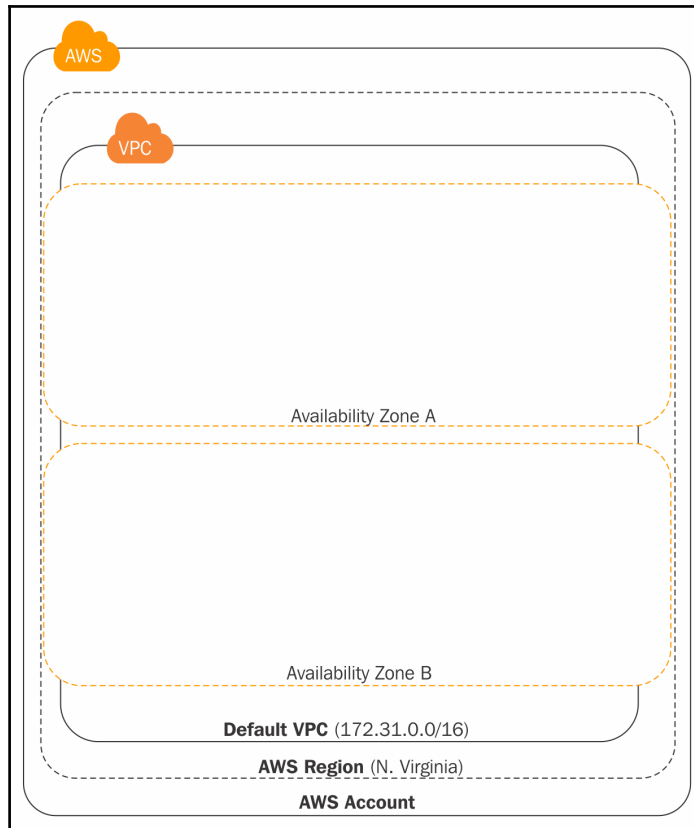 AWS
VPC
Availability Zone A
Availability Zone B
Default VPC (172.31.0.0/16)
AWS Region (N. Virginia)
AWS Account